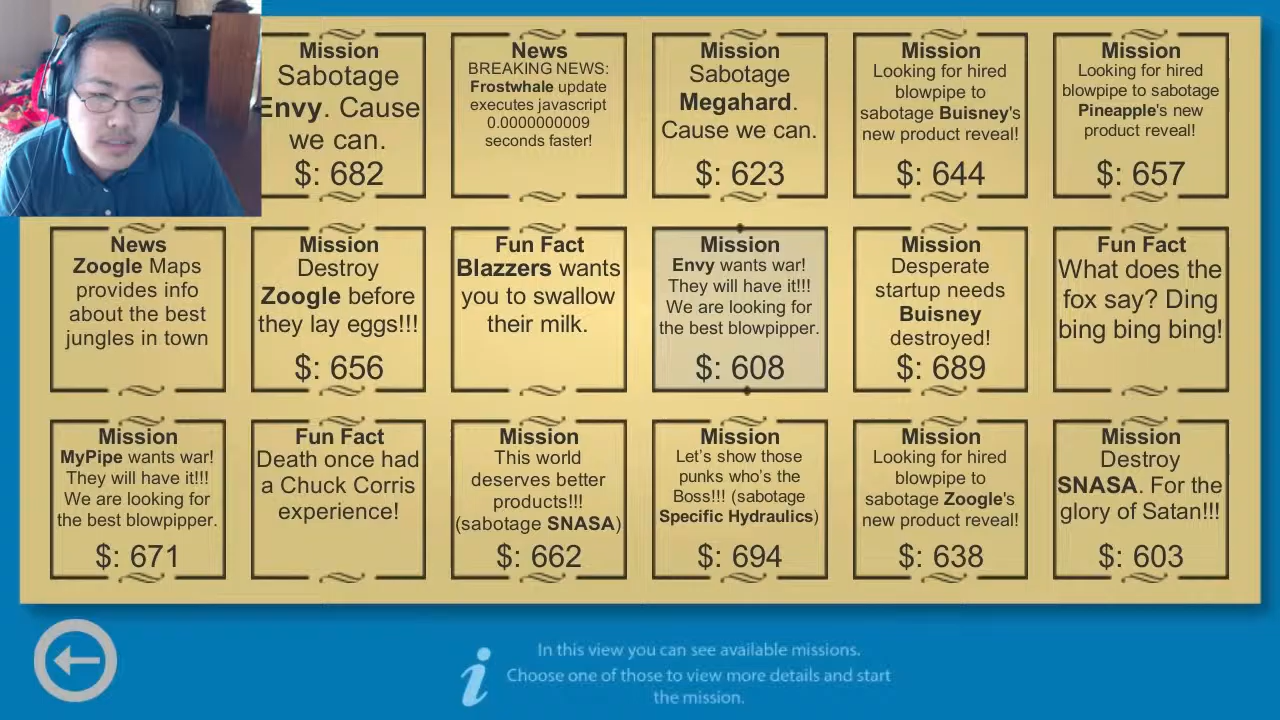 Mission
Sabotage
Envy. Cause
we can.
$: 682
News
BREAKING NEWS:
Frostwhale update
executes javascript
0.0000000009
seconds faster!
Mission
Sabotage
Megahard.
Cause we can.
$: 623
Mission
Looking for hired
blowpipe to
sabotage Buisney's
new product reveal!
$: 644
Mission
Looking for hired
blowpipe to sabotage
Pineapple's new
product reveal!
$: 657
News
Zoogle Maps
provides info
about the best
jungles in town
Mission
Destroy
Zoogle before
they lay eggs!!!
$: 656
Fun Fact
Blazzers wants
you to swallow
their milk.
Mission
Envy wants war!
They will have it!!!
We are looking for
the best blowpipper.
$: 608
Mission
Desperate
startup needs
Buisney
destroyed!
$: 689
Fun Fact
What does the
fox say? Ding
bing bing bing!
Mission
MyPipe wants war!
They will have it!!!
We are looking for
the best blowpipper.
$: 671
Fun Fact
Death once had
a Chuck Corris
experience!
Mission
This world
deserves better
products!!!
(sabotage SNASA)
$: 662
Mission
Let's show those
punks who's the
Boss!!! (sabotage
Specific Hydraulics)
$: 694
Mission
Looking for hired
blowpipe to
sabotage Zoogle's
new product reveal!
$: 638
Mission
Destroy
SNASA. For the
glory of Satan!!!
$: 603
In this view you can see available missions.
Choose one of those to view more details and start
the mission.